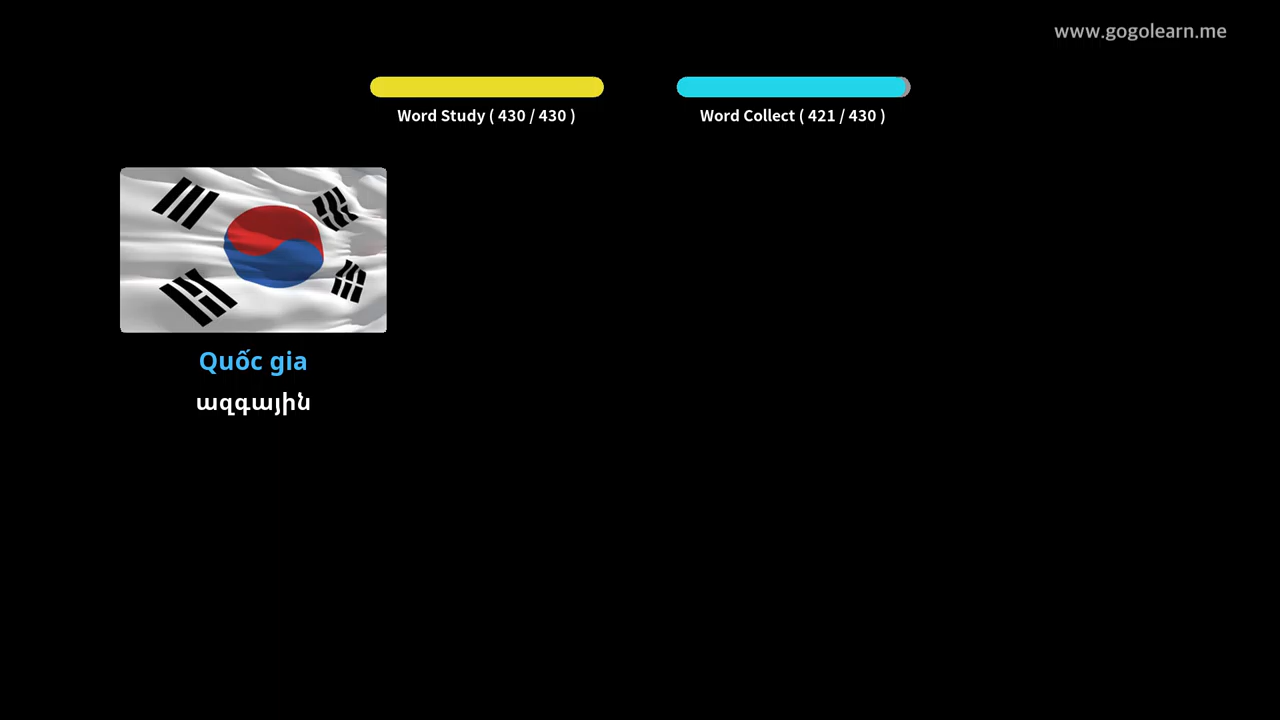 www.gogolearn.me
Word Study ( 430 / 430 )
Word Collect ( 421 / 430 )
Quốc gia
ազգային